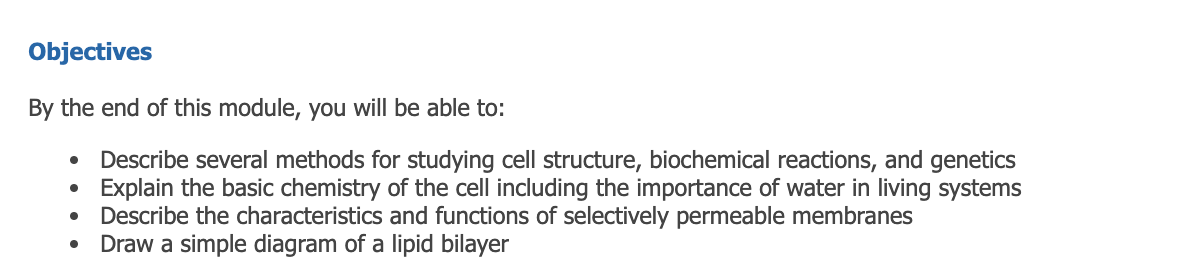 Objectives
By the end of this module, you will be able to:
• Describe several methods for studying cell structure, biochemical reactions, and genetics
• Explain the basic chemistry of the cell including the importance of water in living systems
• Describe the characteristics and functions of selectively permeable membranes
• Draw a simple diagram of a lipid bilayer